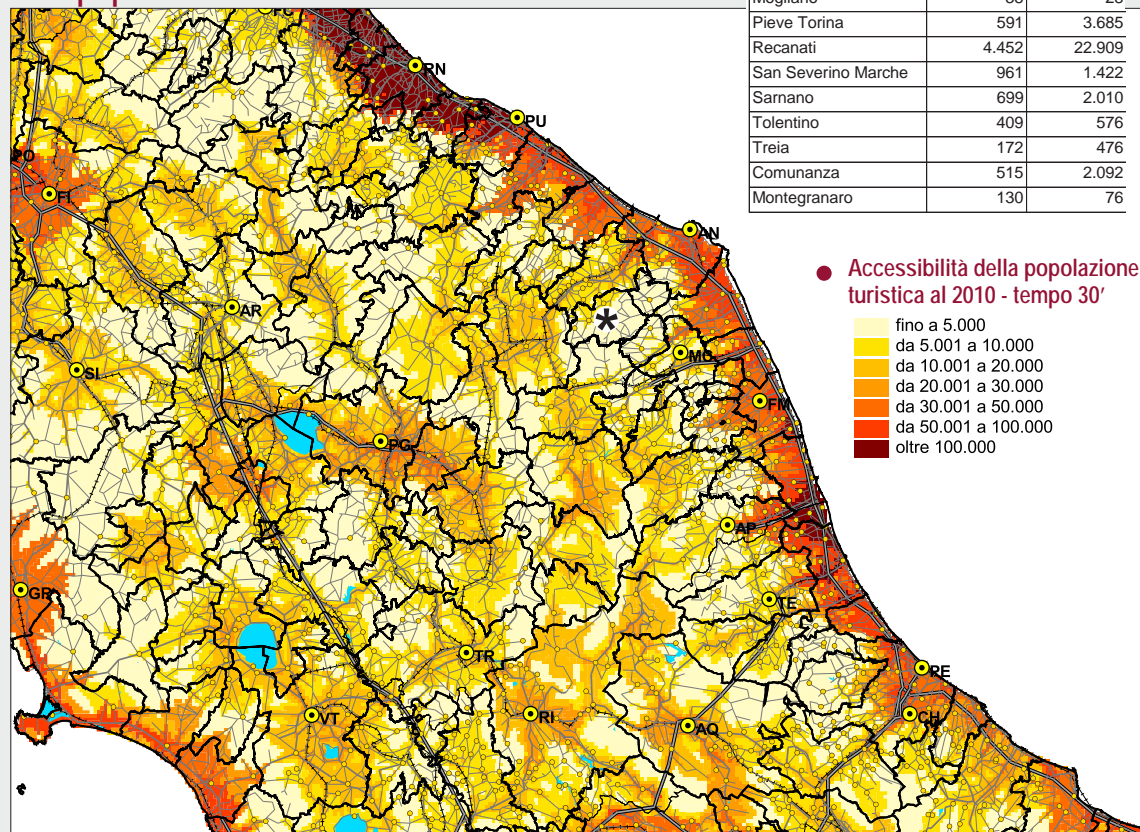 Pieve Torina 591 3.685
Recanati 4.452 22.909
San Severino Marche 961 1.422
Sarnano 699 2.010
Tolentino 409 576
Treia 172 476
Comunanza 515 2.092
Montegranaro 130 76
RN
PU
FI
AN
● Accessibilità della popolazione
turistica al 2010 - tempo 30'
AR
*
fino a 5.000
da 5.001 a 10.000
da 10.001 a 20.000
da 20.001 a 30.000
da 30.001 a 50.000
da 50.001 a 100.000
oltre 100.000
MC
SI
FM
PG
AP
GR
TE
TR
PE
VT
RI
AQ
CH